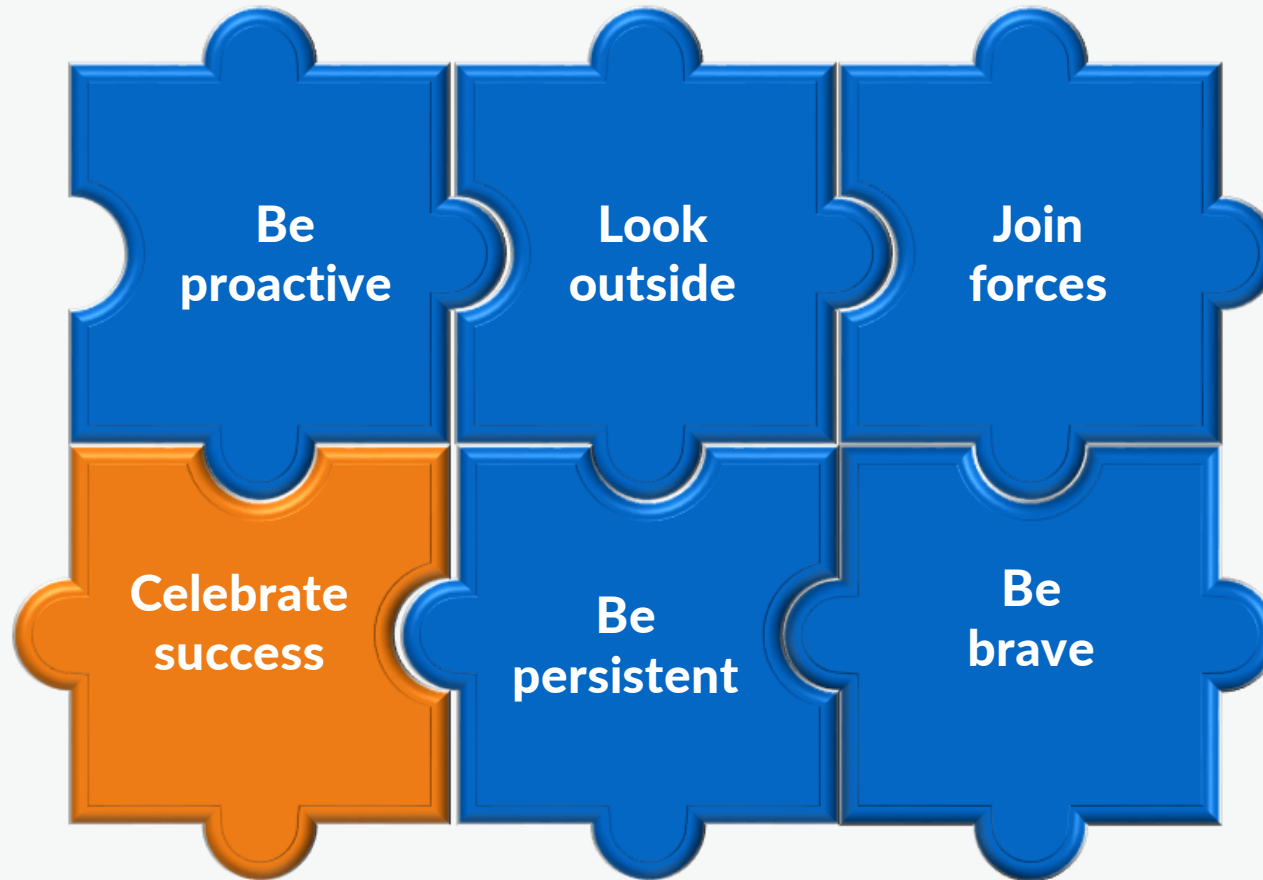 Be
proactive
Look
outside
Join
forces
Celebrate
success
Be
persistent
Be
brave